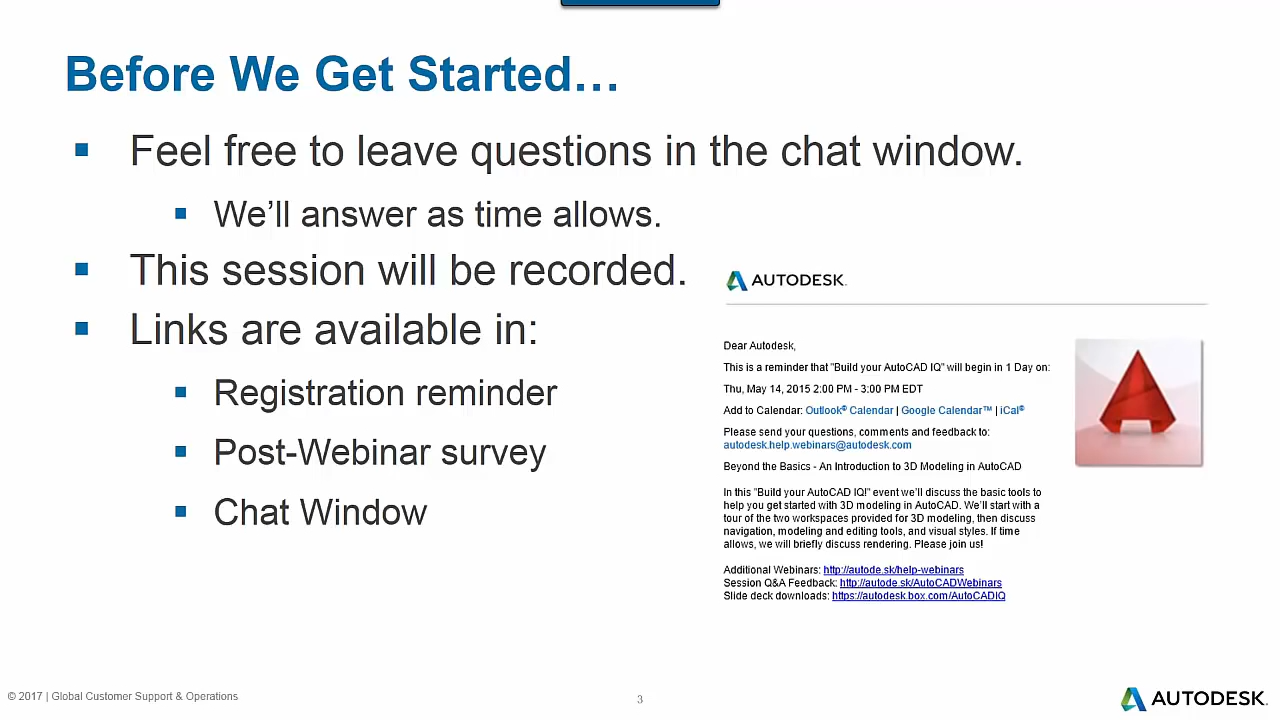 Before We Get Started…
▪ Feel free to leave questions in the chat window.
▪ We’ll answer as time allows.
▪ This session will be recorded.
▪ Links are available in:
▪ Registration reminder
▪ Post-Webinar survey
▪ Chat Window
AUTODESK.
Dear Autodesk,
This is a reminder that "Build your AutoCAD IQ" will begin in 1 Day on:
Thu, May 14, 2015 2:00 PM - 3:00 PM EDT
Add to Calendar: Outlook® Calendar | Google Calendar™ | iCal®
Please send your questions, comments and feedback to:
autodesk.help.webinars@autodesk.com
Beyond the Basics - An Introduction to 3D Modeling in AutoCAD
In this "Build your AutoCAD IQ!" event we'll discuss the basic tools to
help you get started with 3D modeling in AutoCAD. We'll start with a
tour of the two workspaces provided for 3D modeling, then discuss
navigation, modeling and editing tools, and visual styles. If time
allows, we will briefly discuss rendering. Please join us!
Additional Webinars: http://autode.sk/help-webinars
Session Q&A Feedback: http://autode.sk/AutoCADWebinars
Slide deck downloads: https://autodesk.box.com/AutoCADIQ
© 2017 | Global Customer Support & Operations
3
AUTODESK.